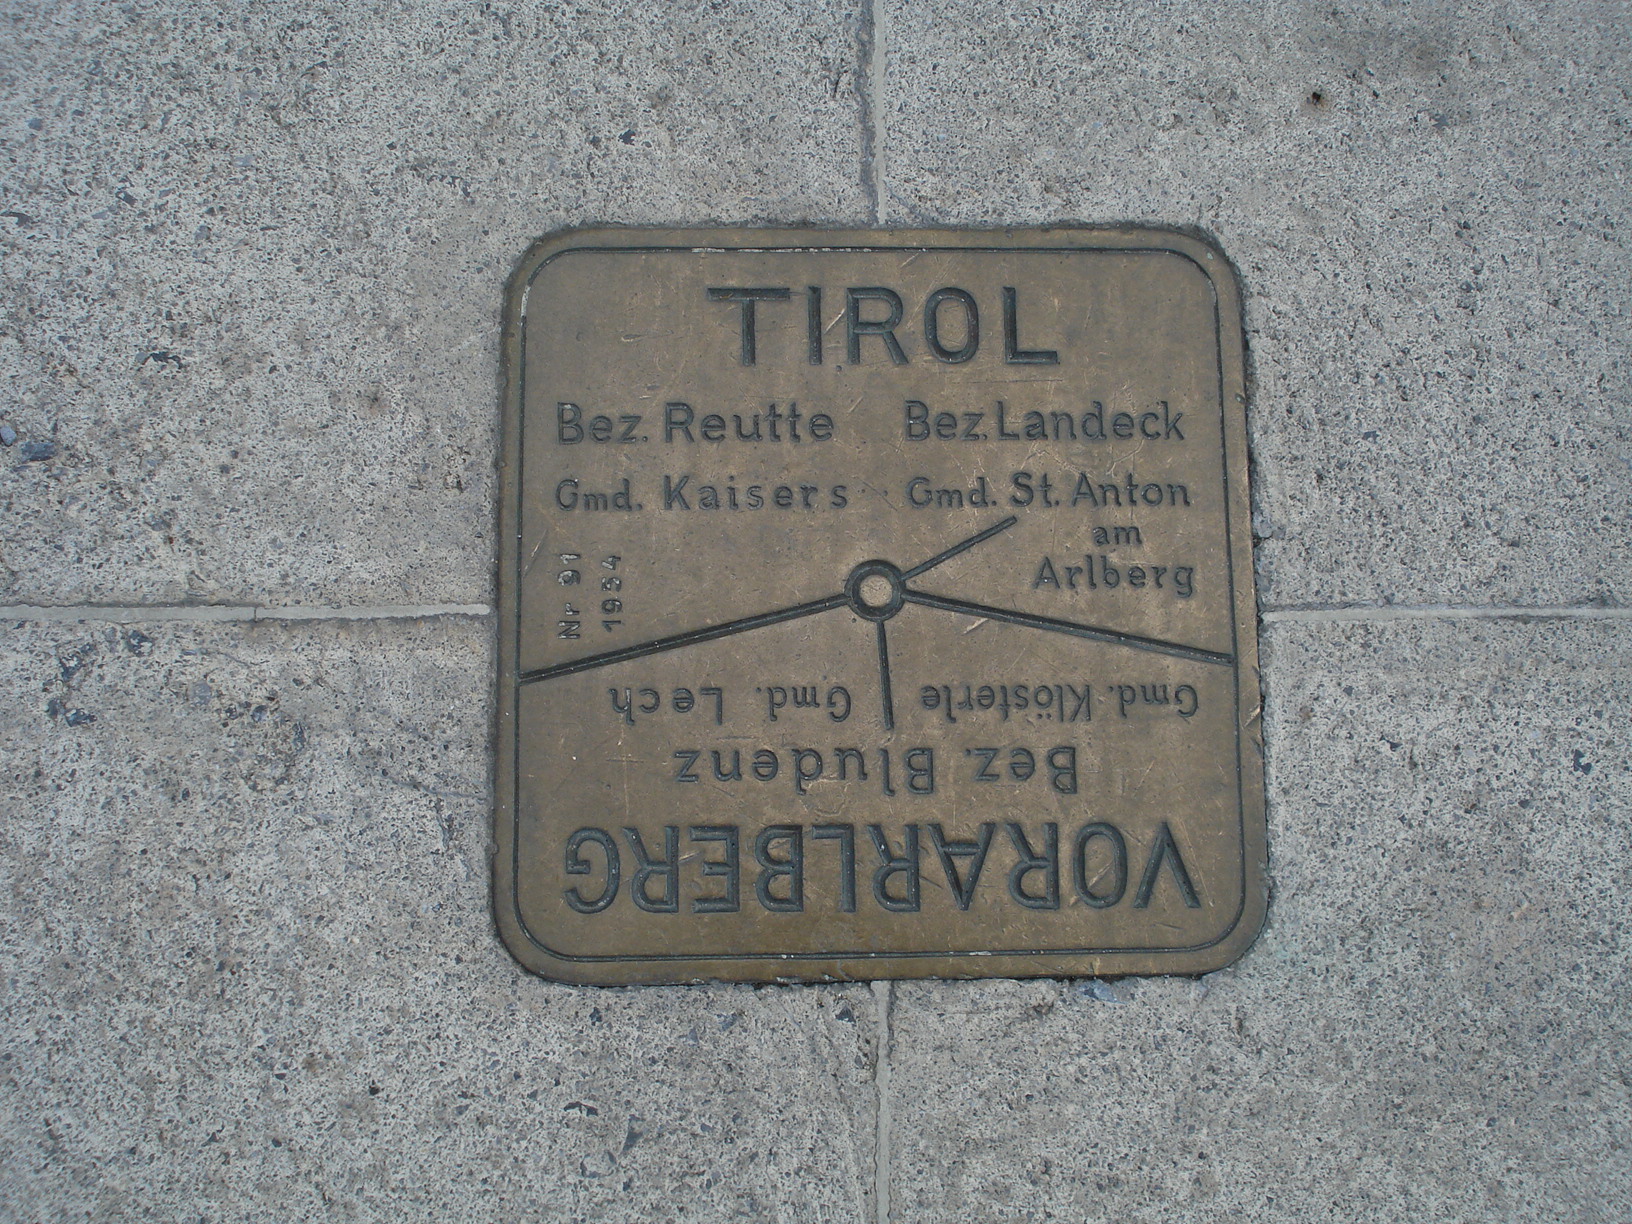 TIROL
Bez. Reutte
Gmd. Kaisers
Bez. Landeck
Gmd. St. Anton
am
Arlberg
Nr 91
1954
VORARLBERG
Bez. Bludenz
Gmd. Klösterle
Gmd. Lech